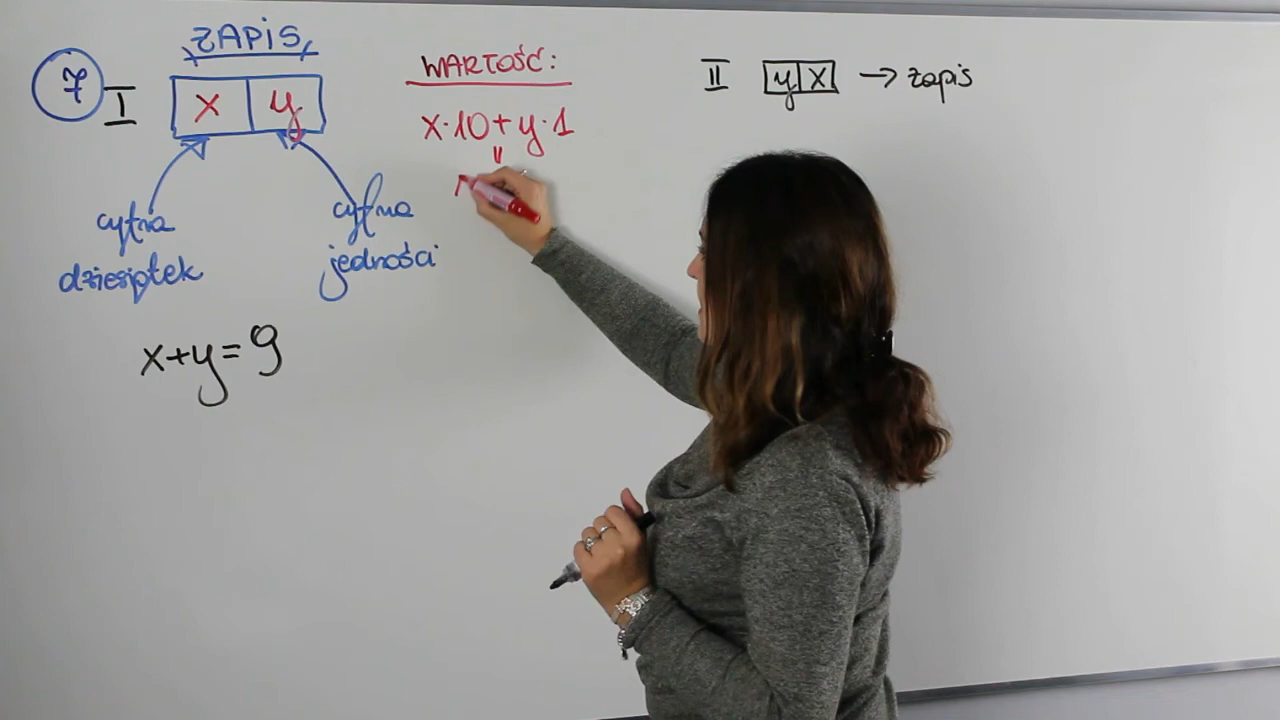 ZAPIS
7 I x y
cyfra
dziesiątek
cyfra
jedności
x+y=9
WARTOŚĆ:
x·10+y·1
=
II y x → zapis